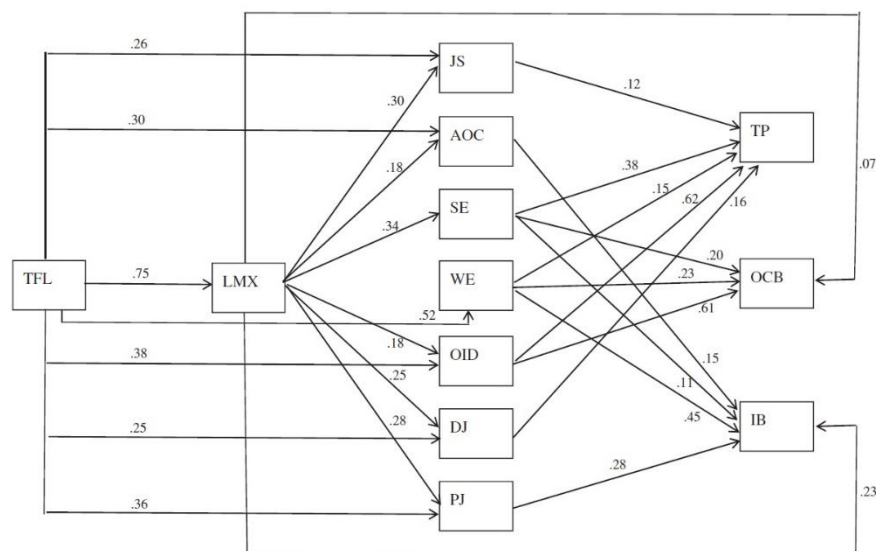 .26
JS
.12
.30
.30
AOC
TP
.07
.18
.38
.15
.62
.16
SE
.34
.20
TFL
.75
LMX
WE
.23
OCB
.52
.61
.18
OID
.38
.15
.25
.11
DJ
.45
IB
.25
.28
.28
.23
PJ
.36